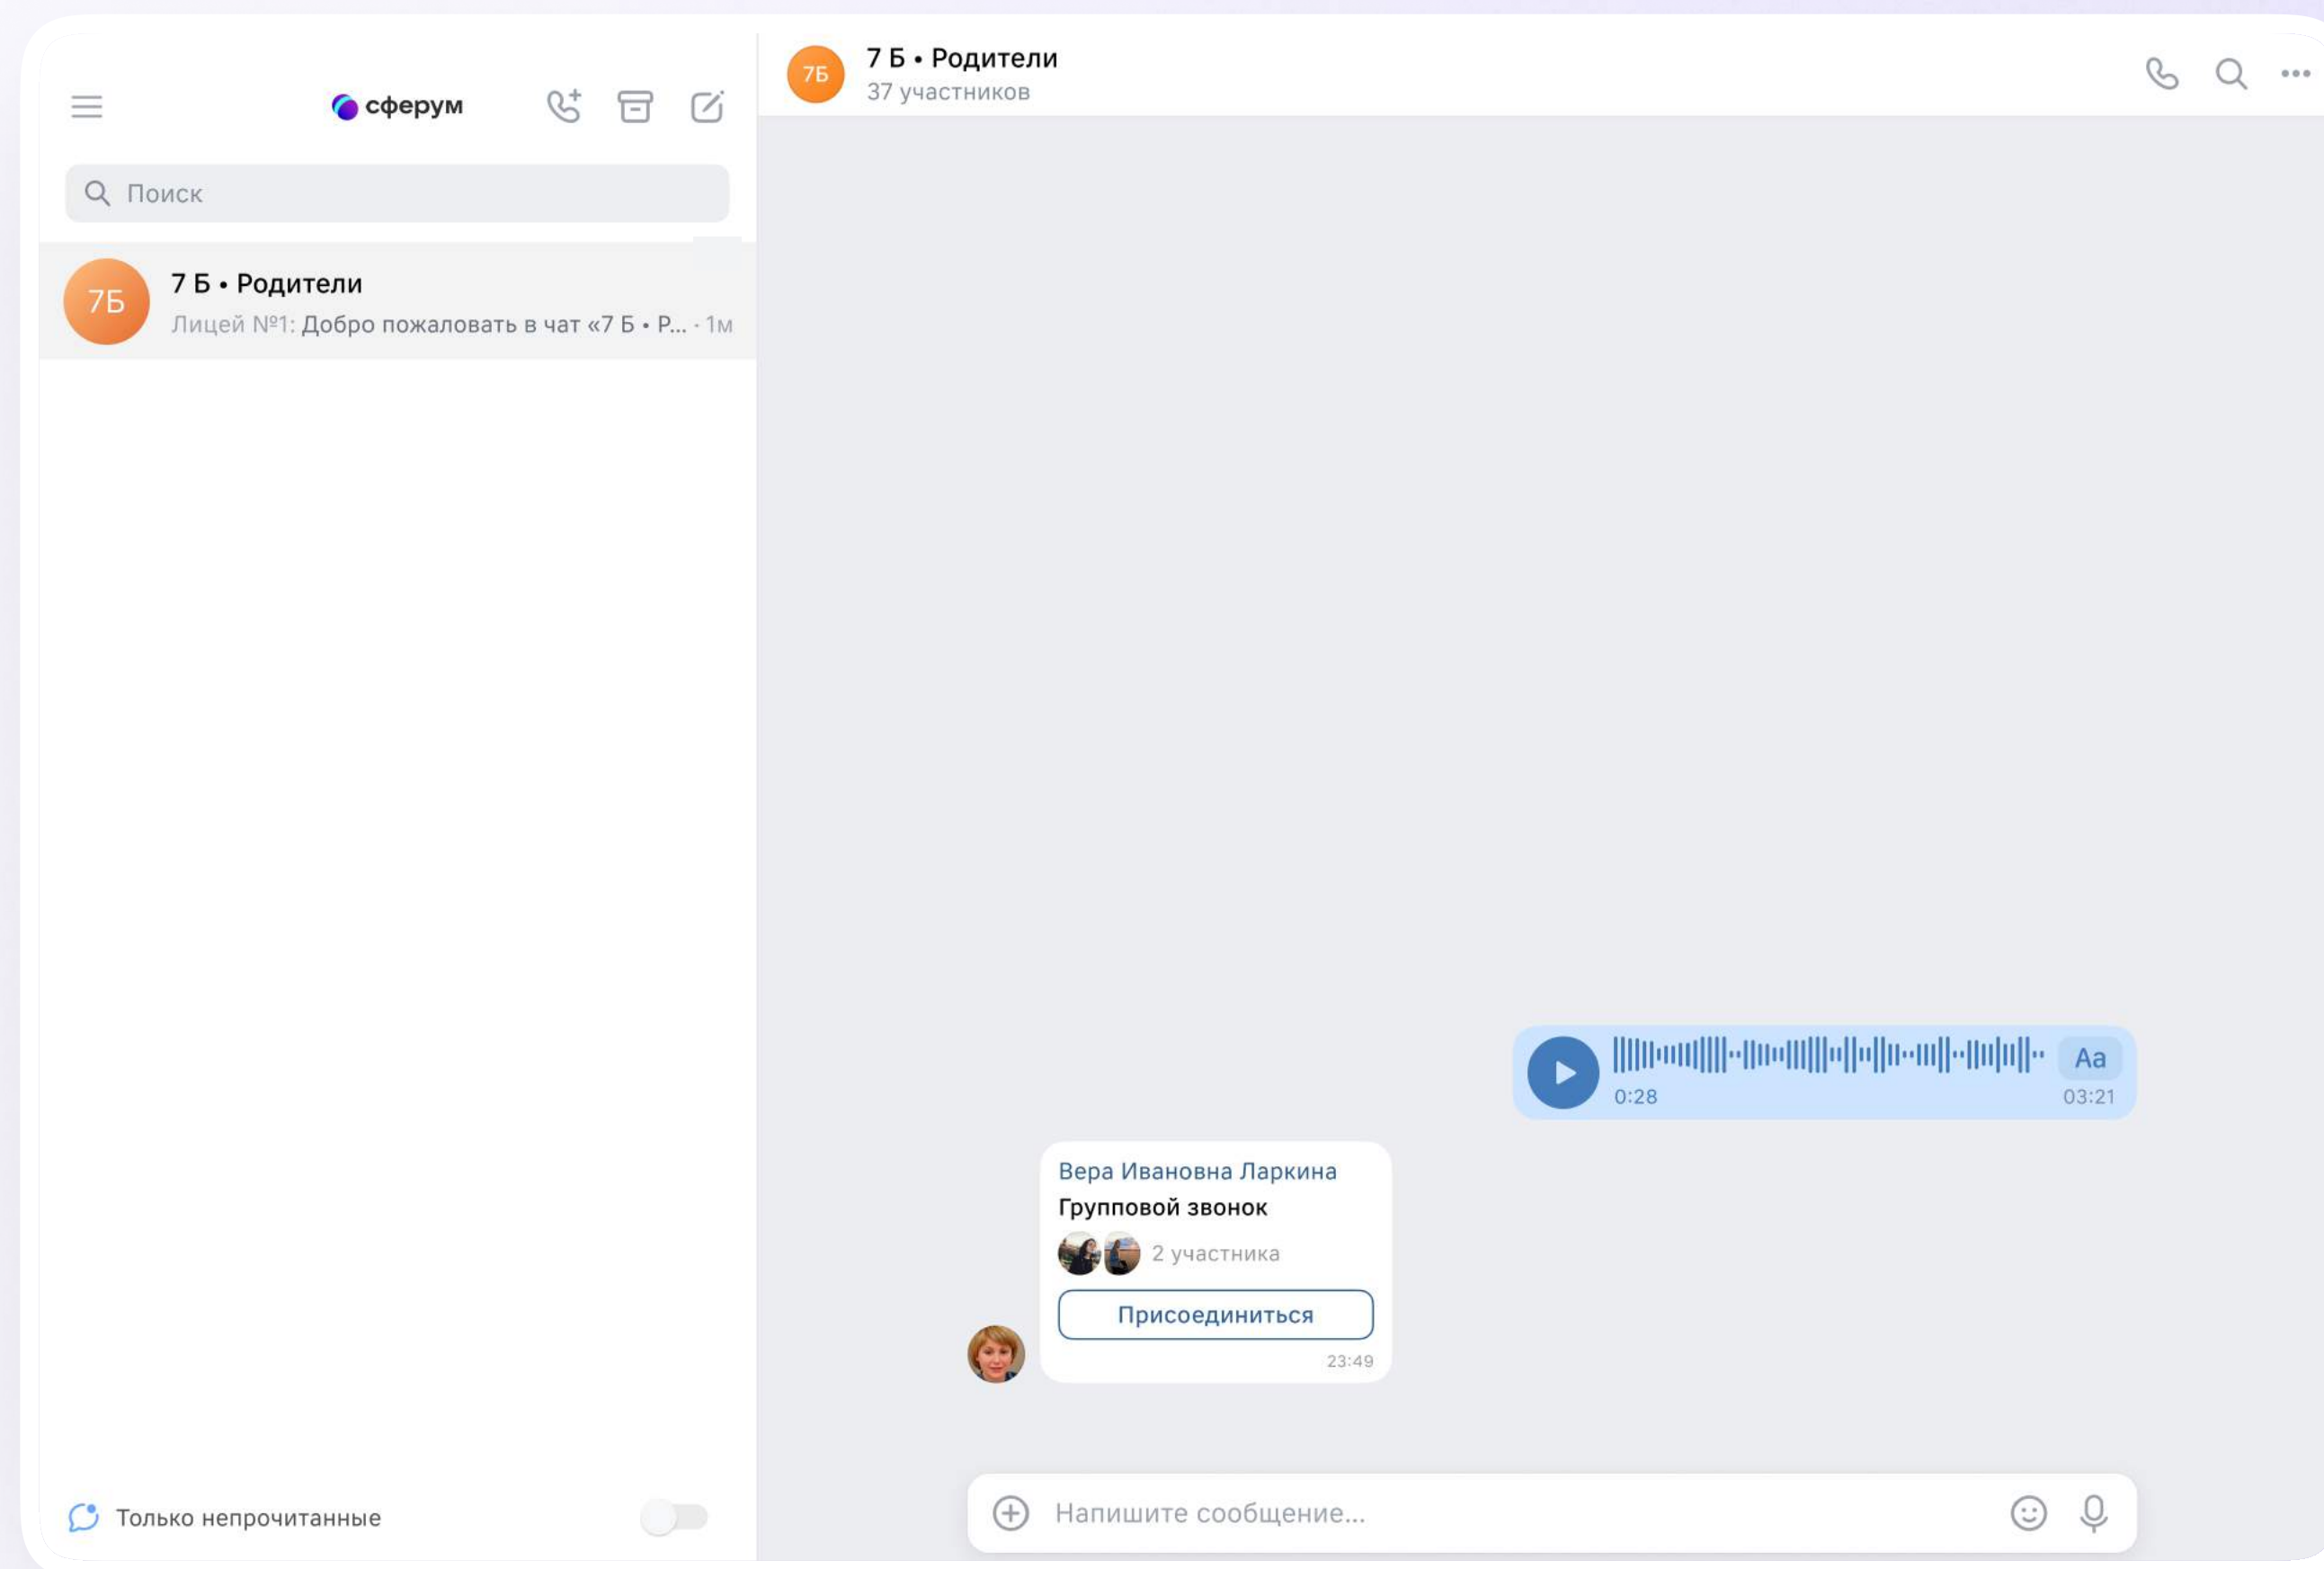 сферум
Поиск
7Б
7 Б • Родители
Лицей №1: Добро пожаловать в чат «7 Б • Р... · 1м
Только непрочитанные
7Б
7 Б • Родители
37 участников
0:28
Aa
03:21
Вера Ивановна Ларкина
Групповой звонок
2 участника
Присоединиться
23:49
Напишите сообщение...